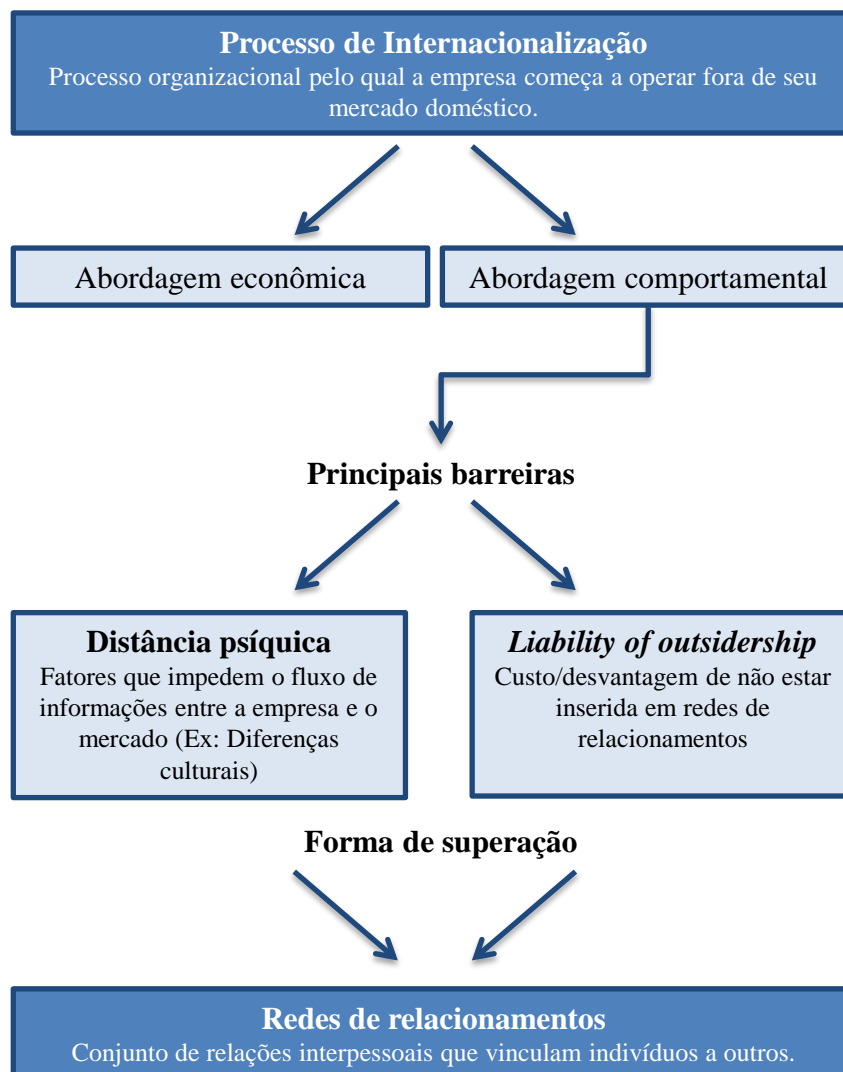 Processo de Internacionalização
Processo organizacional pelo qual a empresa começa a operar fora de seu
mercado doméstico.
Abordagem econômica
Abordagem comportamental
Principais barreiras
Distância psíquica
Fatores que impedem o fluxo de
informações entre a empresa e o
mercado (Ex: Diferenças
culturais)
Liability of outsidership
Custo/desvantagem de não estar
inserida em redes de
relacionamentos
Forma de superação
Redes de relacionamentos
Conjunto de relações interpessoais que vinculam indivíduos a outros.